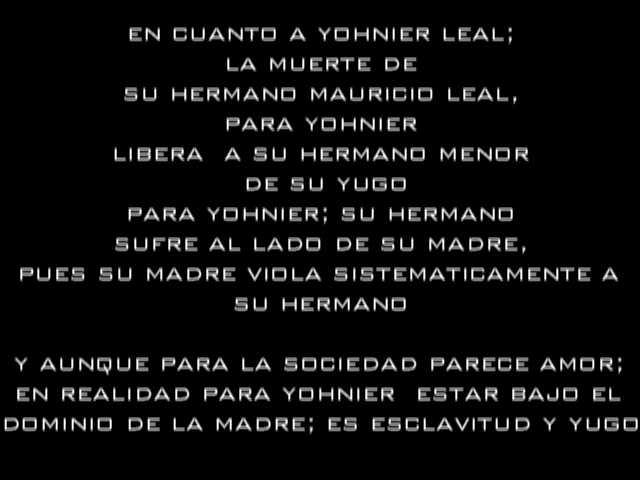 EN CUANTO A YOHNIER LEAL;
LA MUERTE DE
SU HERMANO MAURICIO LEAL,
PARA YOHNIER
LIBERA A SU HERMANO MENOR
DE SU YUGO
PARA YOHNIER; SU HERMANO
SUFRE AL LADO DE SU MADRE,
PUES SU MADRE VIOLA SISTEMATICAMENTE A
SU HERMANO
Y AUNQUE PARA LA SOCIEDAD PARECE AMOR;
EN REALIDAD PARA YOHNIER ESTAR BAJO EL
DOMINIO DE LA MADRE; ES ESCLAVITUD Y YUGO